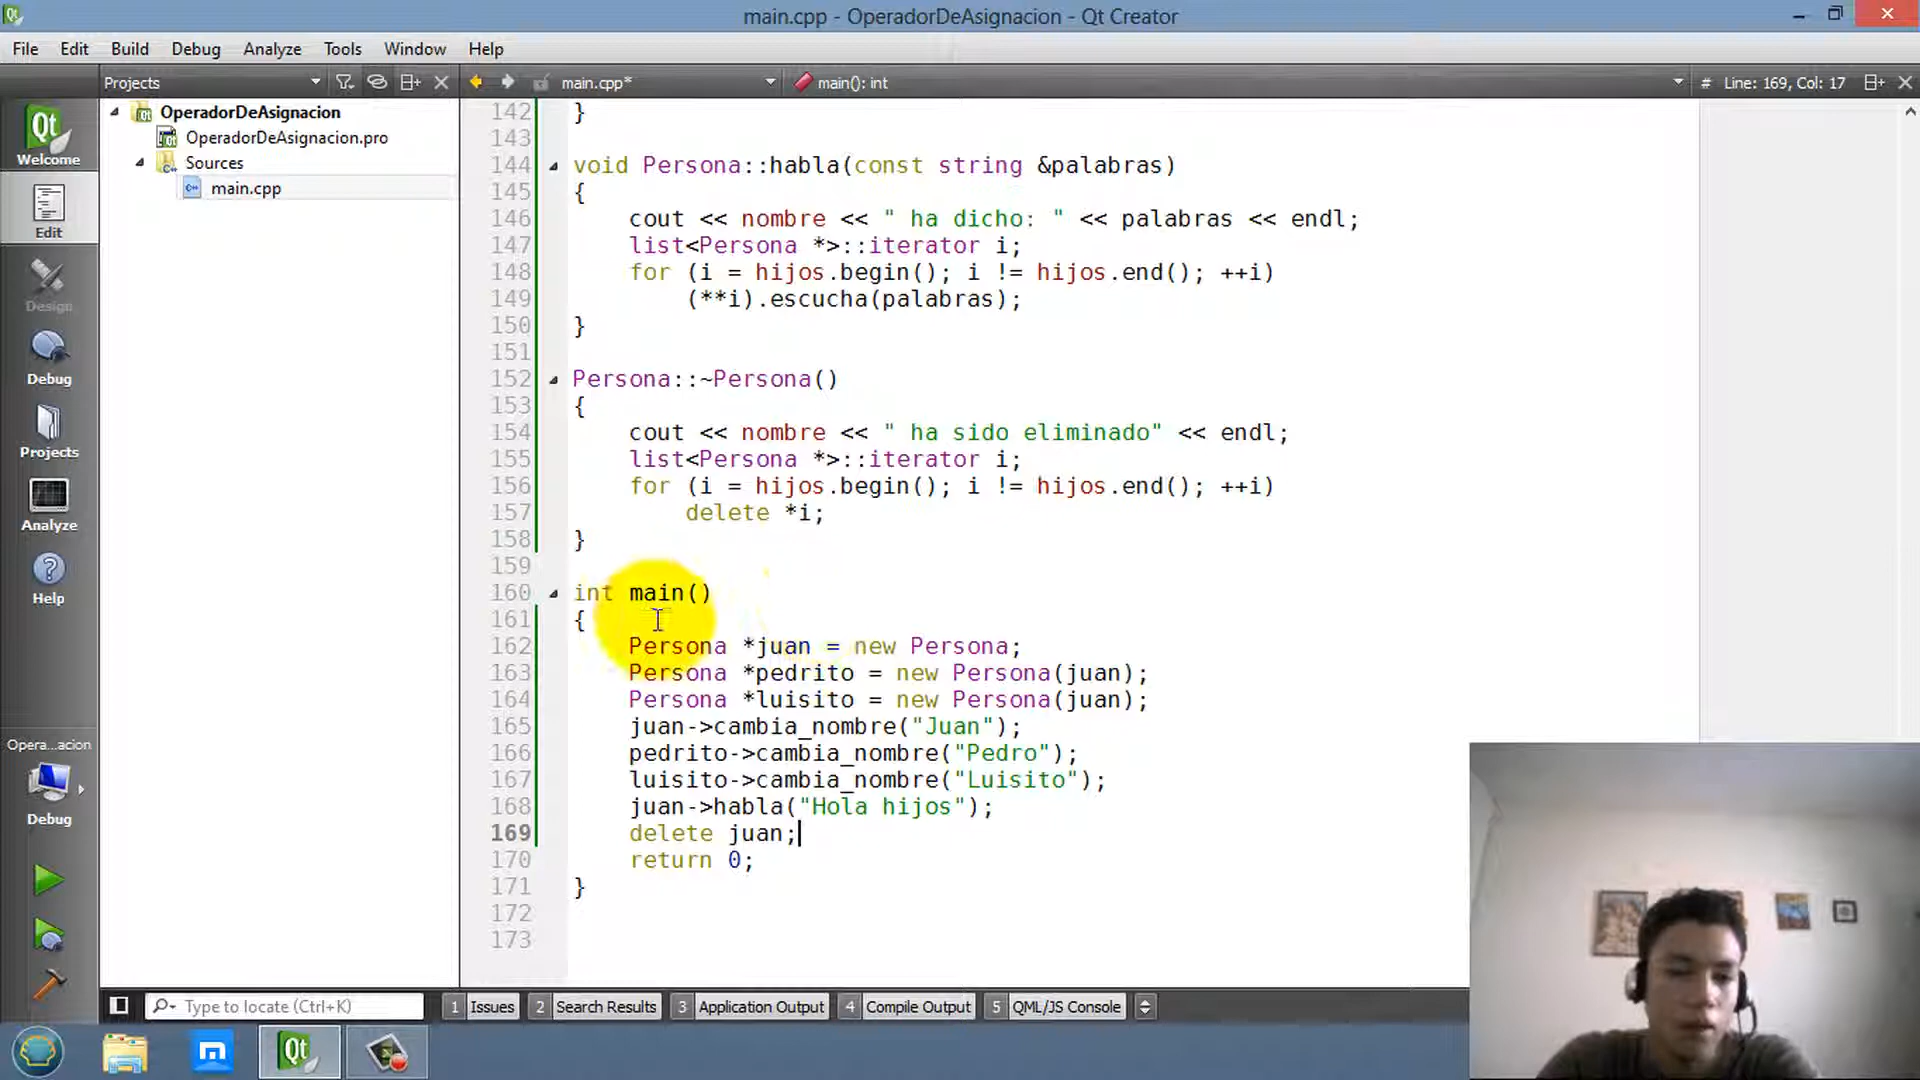 main.cpp - OperadorDeAsignacion - Qt Creator
File Edit Build Debug Analyze Tools Window Help
Projects main.cpp* main(): int # Line: 169, Col: 17
Qt
Welcome
Edit
Design
Debug
Projects
Analyze
Help
Opera...acion
Debug
OperadorDeAsignacion
OperadorDeAsignacion.pro
Sources
main.cpp
142 }
143
144 void Persona::habla(const string &palabras)
145 {
146 cout << nombre << " ha dicho: " << palabras << endl;
147 list<Persona *>::iterator i;
148 for (i = hijos.begin(); i != hijos.end(); ++i)
149 (**i).escucha(palabras);
150 }
151
152 Persona::~Persona()
153 {
154 cout << nombre << " ha sido eliminado" << endl;
155 list<Persona *>::iterator i;
156 for (i = hijos.begin(); i != hijos.end(); ++i)
157 delete *i;
158 }
159
160 int main()
161 {
162 Persona *juan = new Persona;
163 Persona *pedrito = new Persona(juan);
164 Persona *luisito = new Persona(juan);
165 juan->cambia_nombre("Juan");
166 pedrito->cambia_nombre("Pedro");
167 luisito->cambia_nombre("Luisito");
168 juan->habla("Hola hijos");
169 delete juan;
170 return 0;
171 }
172
173
Type to locate (Ctrl+K) 1 Issues 2 Search Results 3 Application Output 4 Compile Output 5 QML/JS Console
Qt